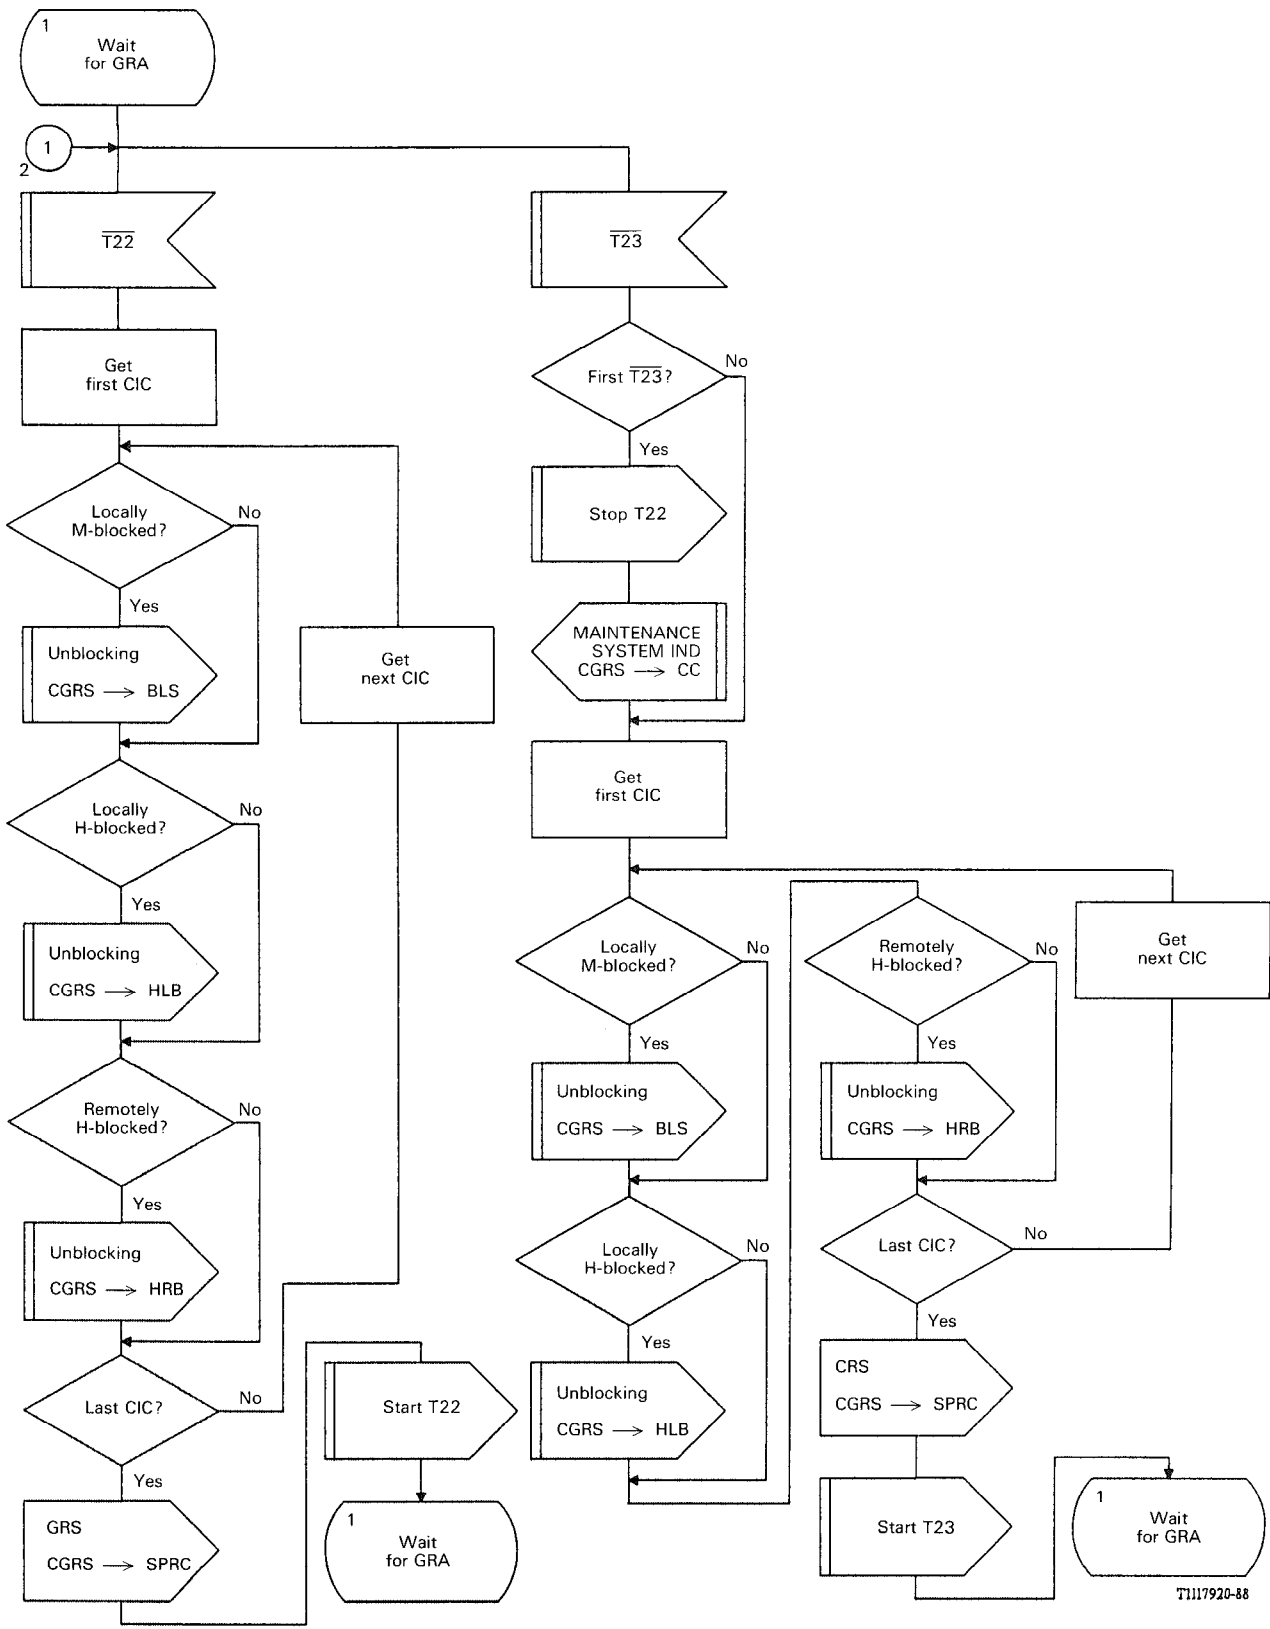 1
Wait
for GRA
1
2
T22
Get
first CIC
Locally
M-blocked?
No
Yes
Unblocking
CGRS → BLS
Locally
H-blocked?
No
Yes
Unblocking
CGRS → HLB
Remotely
H-blocked?
No
Yes
Unblocking
CGRS → HRB
Last CIC?
No
Yes
GRS
CGRS → SPRC
Get
next CIC
Start T22
1
Wait
for GRA
T23
First T23?
No
Yes
Stop T22
MAINTENANCE
SYSTEM IND
CGRS → CC
Get
first CIC
Locally
M-blocked?
No
Yes
Unblocking
CGRS → BLS
Locally
H-blocked?
No
Yes
Unblocking
CGRS → HLB
Remotely
H-blocked?
No
Yes
Unblocking
CGRS → HRB
Last CIC?
No
Yes
CRS
CGRS → SPRC
Start T23
Get
next CIC
1
Wait
for GRA
T1117920-88